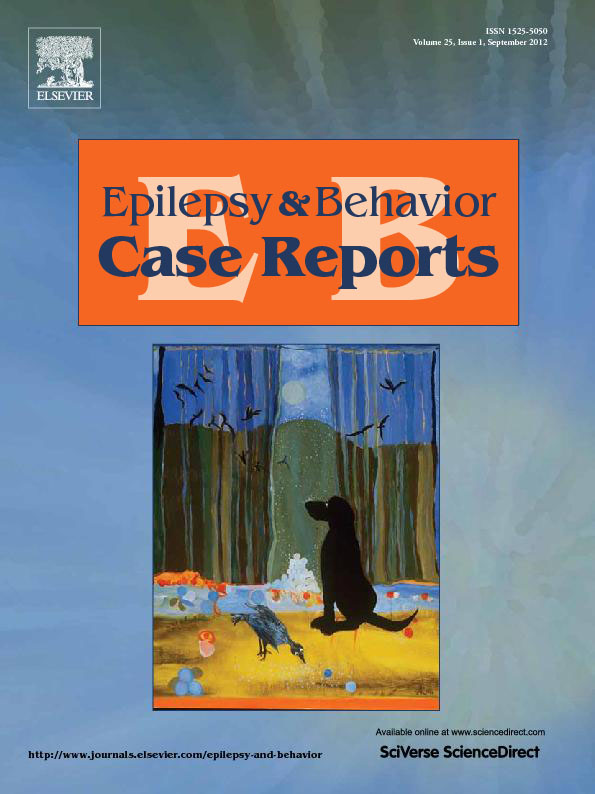 ISSN 1525-5050
Volume 25, Issue 1, September 2012
ELSEVIER
E B
Epilepsy & Behavior
Case Reports
Available online at www.sciencedirect.com
SciVerse ScienceDirect
http://www.journals.elsevier.com/epilepsy-and-behavior